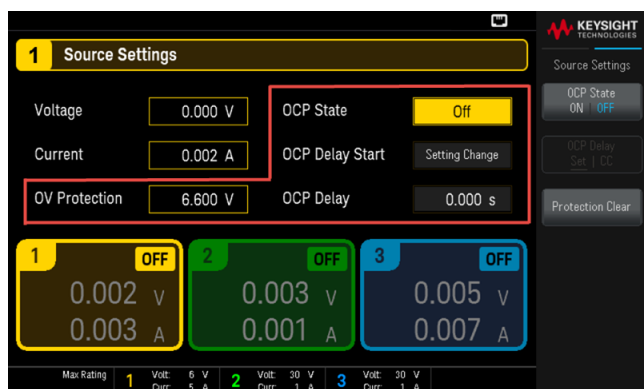 KEYSIGHT
TECHNOLOGIES
1 Source Settings
Source Settings
Voltage 0.000 V OCP State Off
OCP State
ON | OFF
Current 0.002 A OCP Delay Start Setting Change
OCP Delay
Set | CC
OV Protection 6.600 V OCP Delay 0.000 s
Protection Clear
1 OFF 2 OFF 3 OFF
0.002 V 0.003 V 0.005 V
0.003 A 0.001 A 0.007 A
Max Rating 1 Volt: 6 V 2 Volt: 30 V 3 Volt: 30 V
Curr: 5 A Curr: 1 A Curr: 1 A